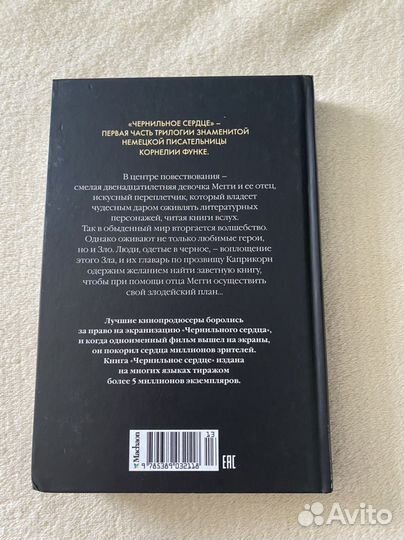 «ЧЕРНИЛЬНОЕ СЕРДЦЕ» –
ПЕРВАЯ ЧАСТЬ ТРИЛОГИИ ЗНАМЕНИТОЙ
НЕМЕЦКОЙ ПИСАТЕЛЬНИЦЫ
КОРНЕЛИИ ФУНКЕ.
В центре повествования –
смелая двенадцатилетняя девочка Мегги и ее отец,
искусный переплетчик, который владеет
чудесным даром оживлять литературных
персонажей, читая книги вслух.
Так в обыденный мир вторгается волшебство.
Однако оживают не только любимые герои,
но и Зло. Люди, одетые в черное, – воплощение
этого Зла, и их главарь по прозвищу Каприкорн
одержим желанием найти заветную книгу,
чтобы при помощи отца Мегги осуществить
свой злодейский план...
Лучшие кинопродюсеры боролись
за право на экранизацию «Чернильного сердца»,
и когда одноименный фильм вышел на экраны,
он покорил сердца миллионов зрителей.
Книга «Чернильное сердце» издана
на многих языках тиражом
более 5 миллионов экземпляров.
Machaon
13
9 785389 032118
EAC
Avito